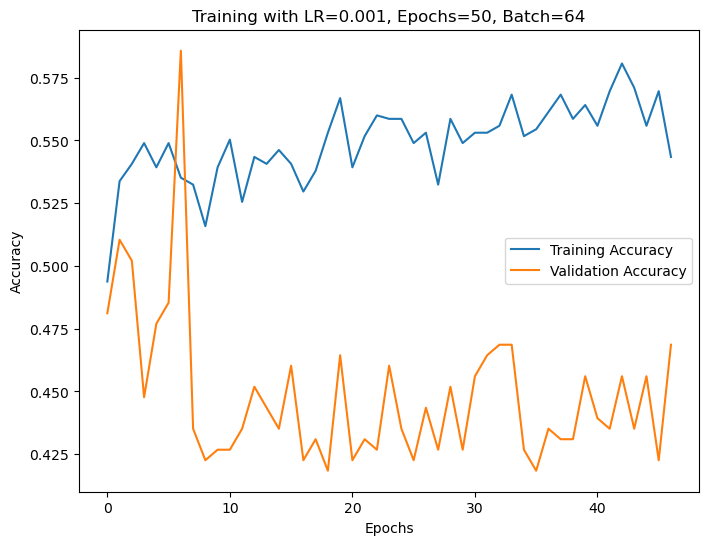 Training with LR=0.001, Epochs=50, Batch=64
Accuracy
0.575
0.550
0.525
0.500
0.475
0.450
0.425
Training Accuracy
Validation Accuracy
0
10
20
30
40
Epochs